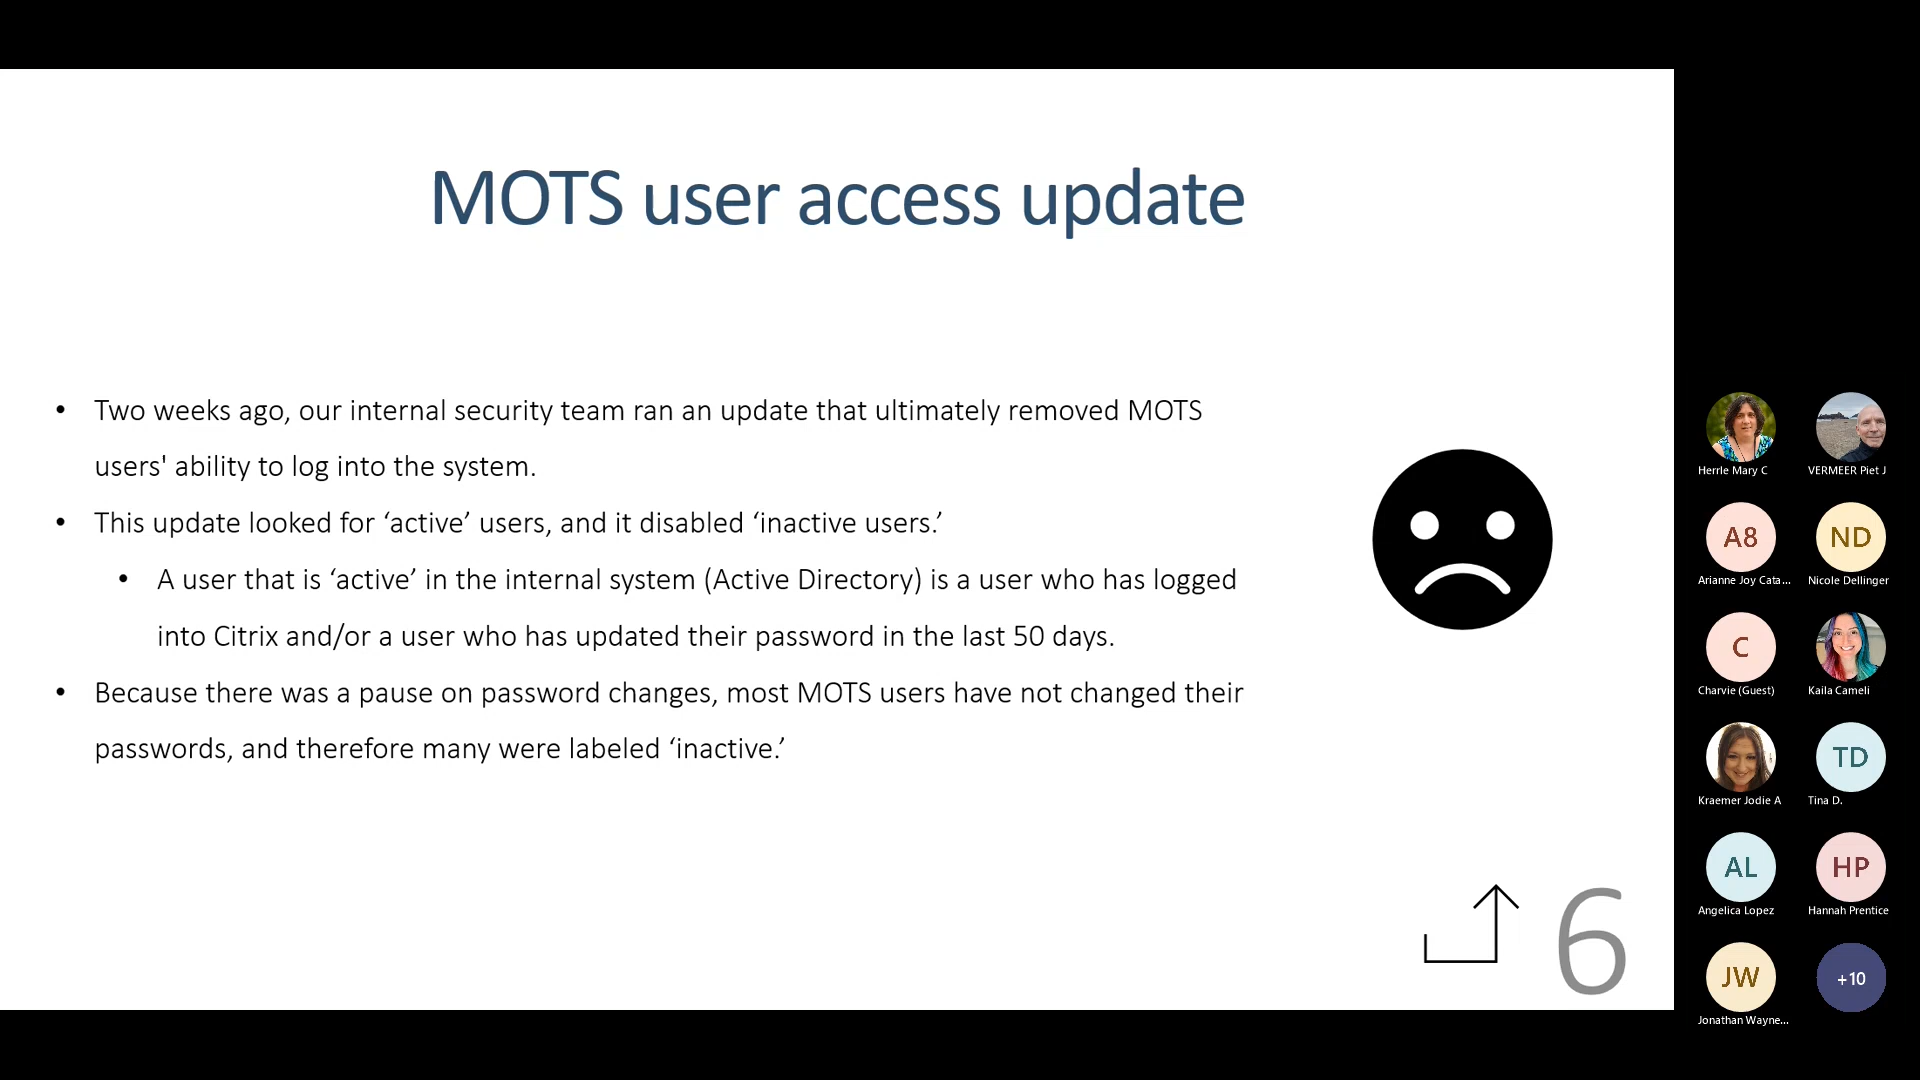 MOTS user access update
• Two weeks ago, our internal security team ran an update that ultimately removed MOTS
users' ability to log into the system.
• This update looked for ‘active’ users, and it disabled ‘inactive users.’
• A user that is ‘active’ in the internal system (Active Directory) is a user who has logged
into Citrix and/or a user who has updated their password in the last 50 days.
• Because there was a pause on password changes, most MOTS users have not changed their
passwords, and therefore many were labeled ‘inactive.’
6
Herrle Mary C
VERMEER Piet J
A8
ND
Arianne Joy Cata...
Nicole Dellinger
C
Charvie (Guest)
Kaila Cameli
TD
Kraemer Jodie A
Tina D.
AL
HP
Angelica Lopez
Hannah Prentice
JW
+10
Jonathan Wayne...